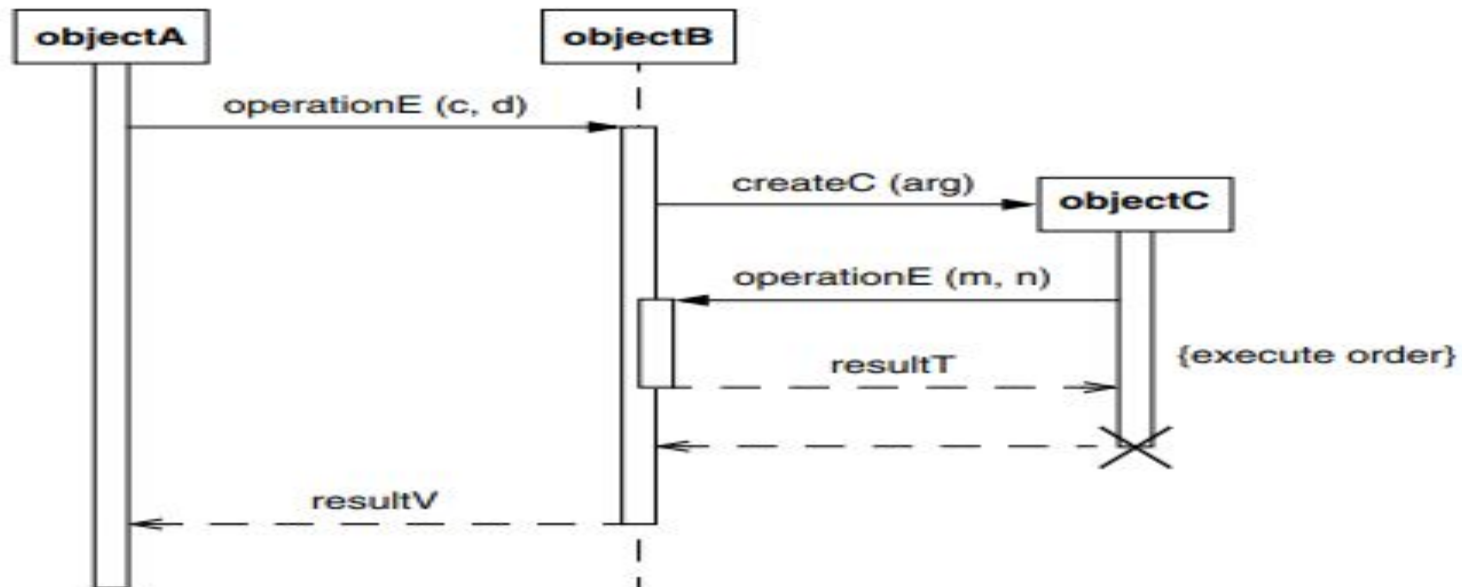 objectA
objectB
operationE (c, d)
createC (arg)
objectC
operationE (m, n)
{execute order}
resultT
resultV